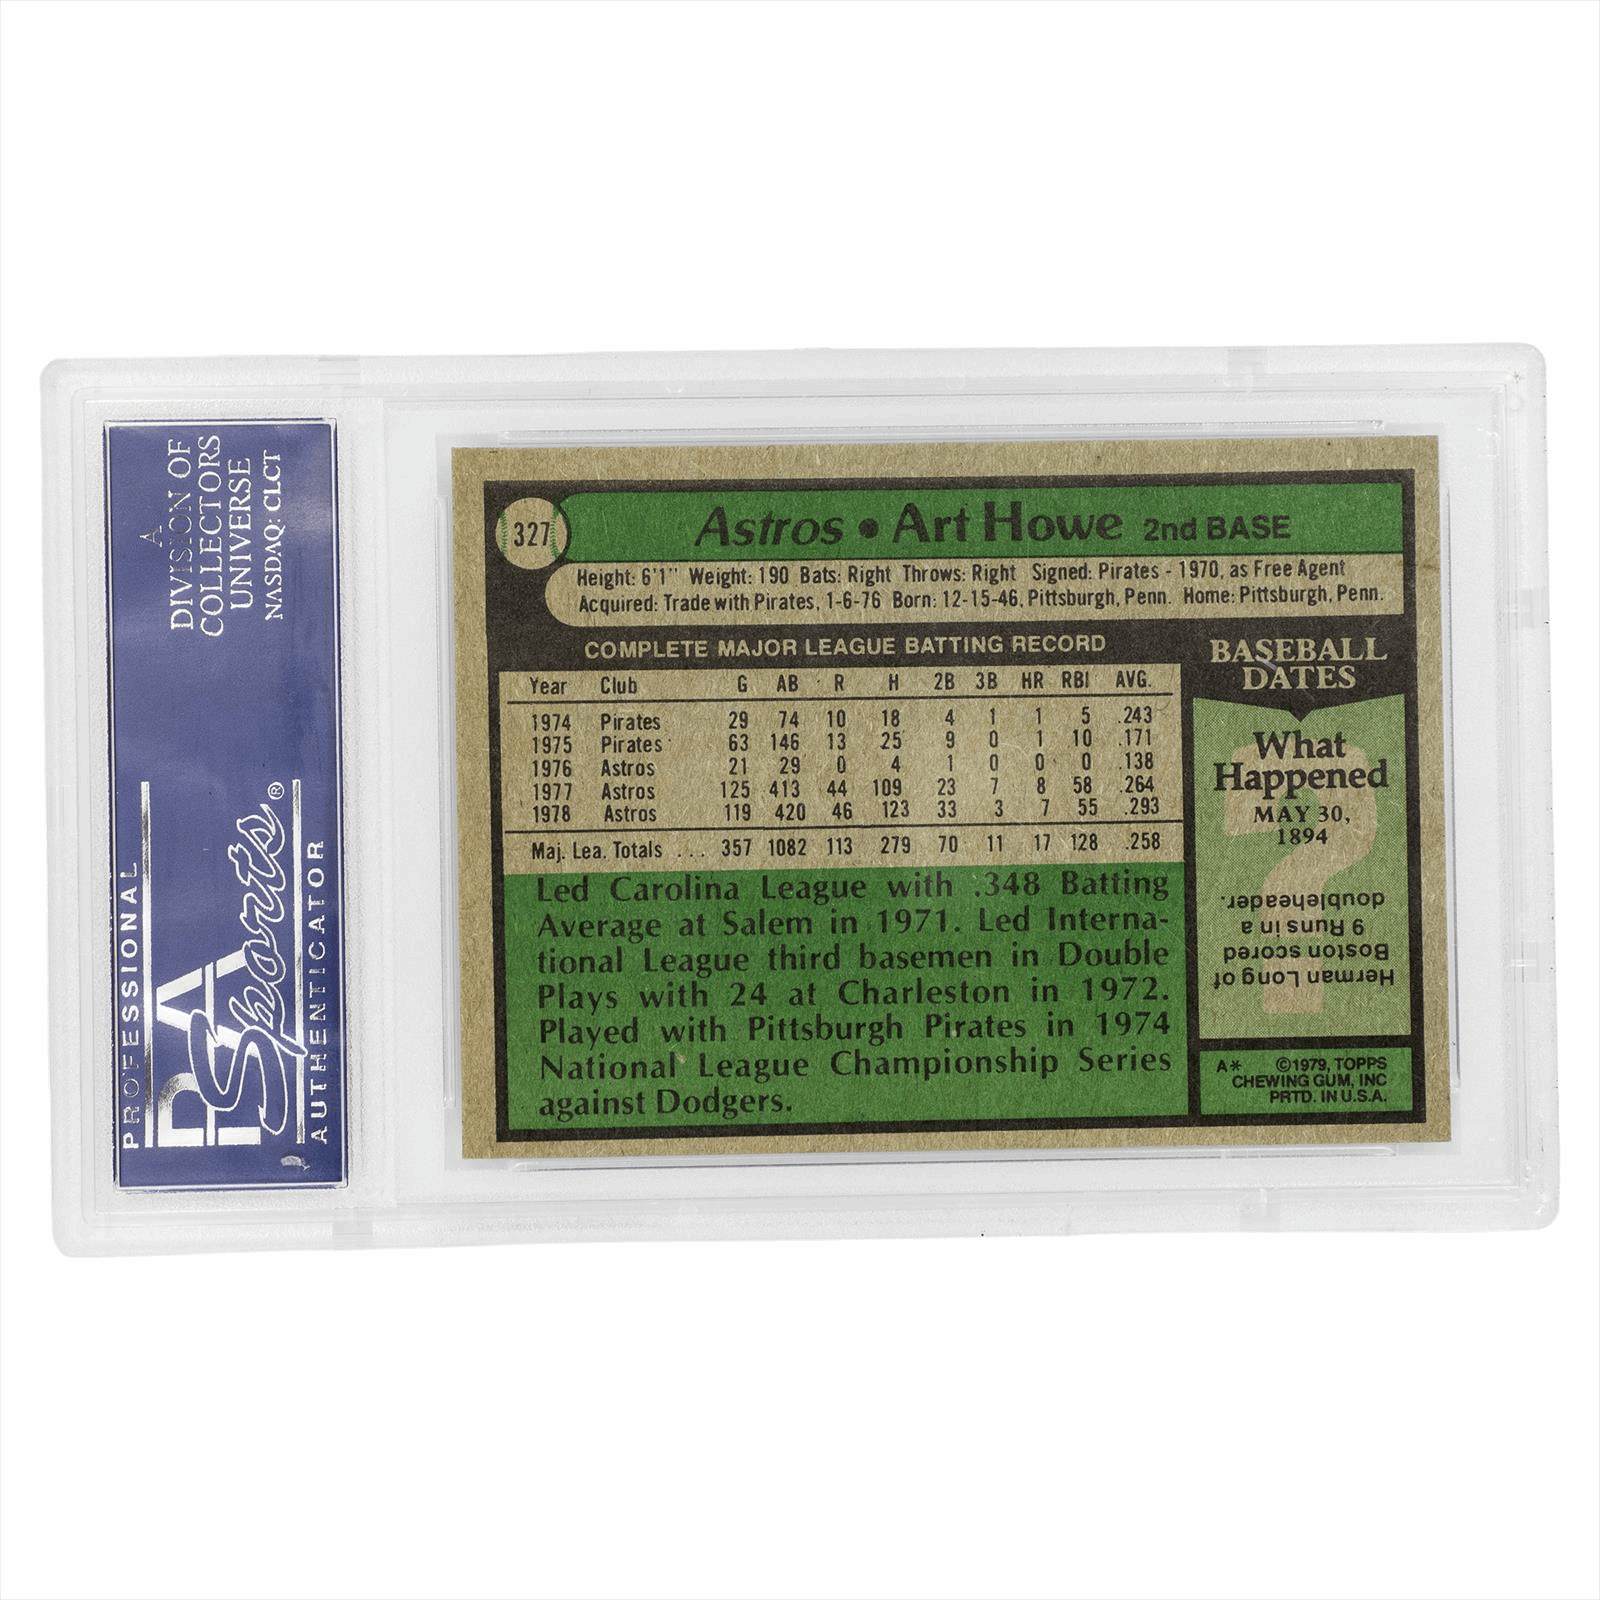 A
DIVISION OF
COLLECTORS
UNIVERSE
NASDAQ: CLCT
PROFESSIONAL
PSA
Sports®
AUTHENTICATOR
327
Astros • Art Howe 2nd BASE
Height: 6'1" Weight: 190 Bats: Right Throws: Right Signed: Pirates - 1970, as Free Agent
Acquired: Trade with Pirates, 1-6-76 Born: 12-15-46, Pittsburgh, Penn. Home: Pittsburgh, Penn.
COMPLETE MAJOR LEAGUE BATTING RECORD
Year Club G AB R H 2B 3B HR RBI AVG.
1974 Pirates 29 74 10 18 4 1 1 5 .243
1975 Pirates 63 146 13 25 9 0 1 10 .171
1976 Astros 21 29 0 4 1 0 0 0 .138
1977 Astros 125 413 44 109 23 7 8 58 .264
1978 Astros 119 420 46 123 33 3 7 55 .293
Maj. Lea. Totals ... 357 1082 113 279 70 11 17 128 .258
Led Carolina League with .348 Batting
Average at Salem in 1971. Led Interna-
tional League third basemen in Double
Plays with 24 at Charleston in 1972.
Played with Pittsburgh Pirates in 1974
National League Championship Series
against Dodgers.
BASEBALL
DATES
What
Happened
MAY 30,
1894
?
Herman Long of
Boston scored
9 Runs in a
doubleheader.
A* ©1979, TOPPS
CHEWING GUM, INC
PRTD. IN U.S.A.